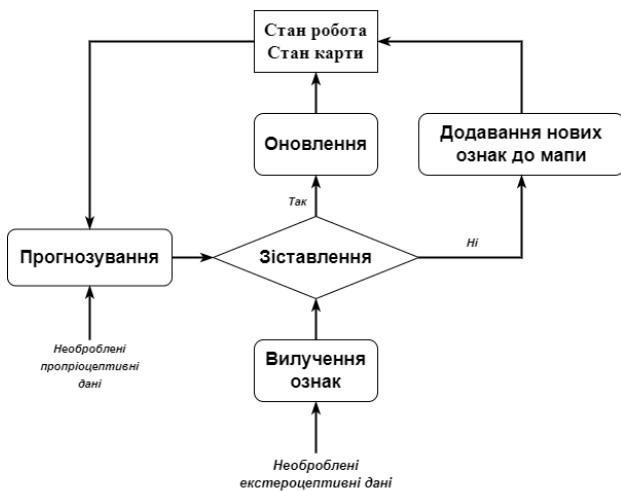 Стан робота
Стан карти
Оновлення
Додавання нових
ознак до мапи
Так
Ні
Прогнозування
Зіставлення
Необроблені
пропріоцептивні
дані
Вилучення
ознак
Необроблені
екстероцептивні дані